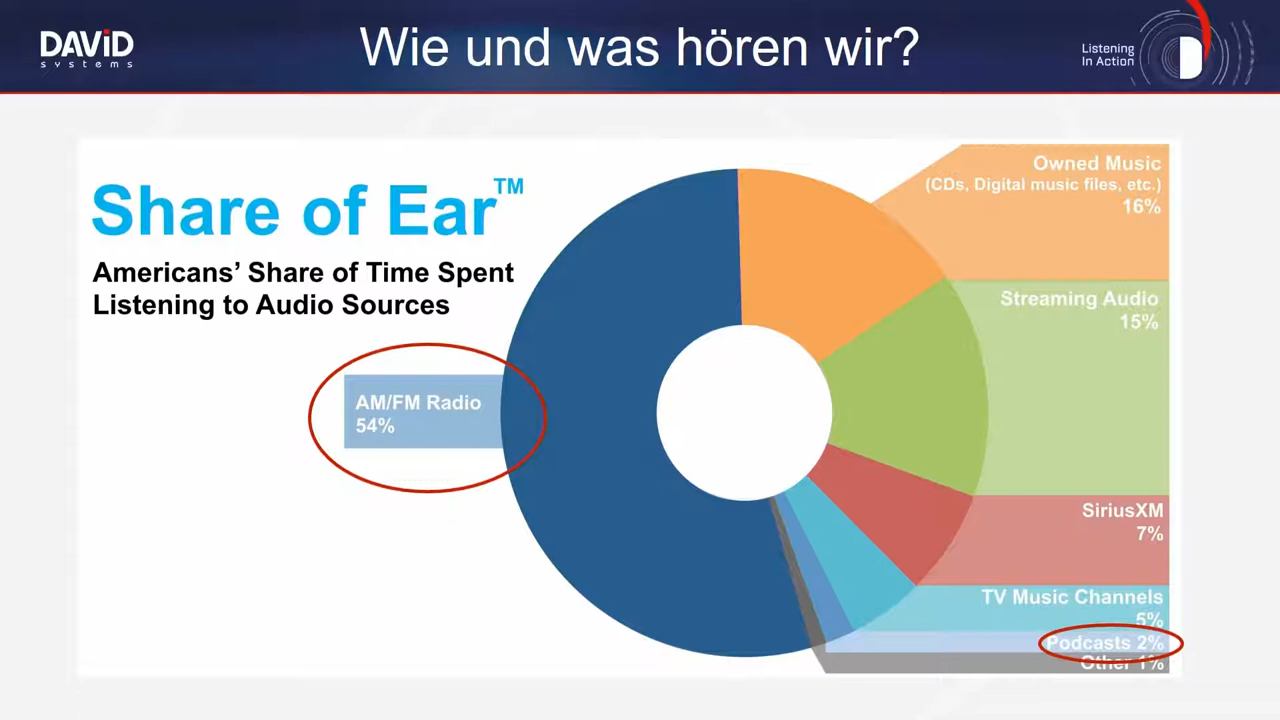 DAViD
systems
Wie und was hören wir?
Listening
In Action
Share of Ear™
Americans’ Share of Time Spent
Listening to Audio Sources
AM/FM Radio
54%
Owned Music
(CDs, Digital music files, etc.)
16%
Streaming Audio
15%
SiriusXM
7%
TV Music Channels
5%
Podcasts 2%
Other 1%